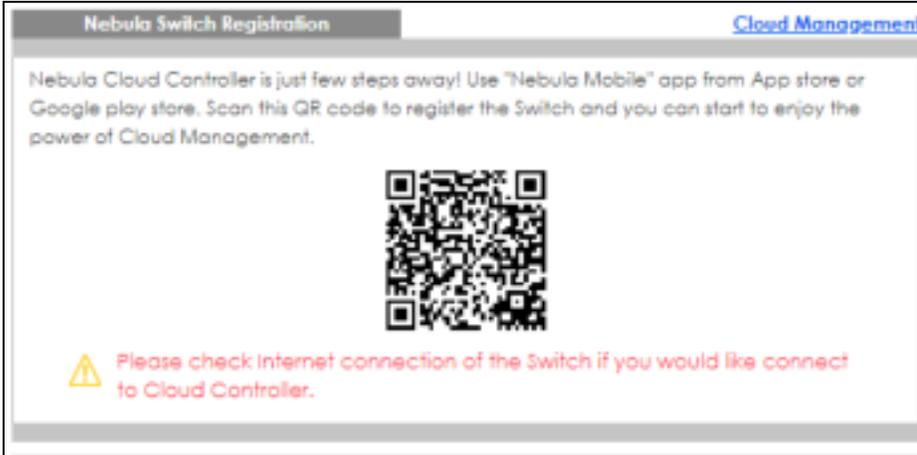 Nebula Switch Registration
Cloud Management
Nebula Cloud Controller is just few steps away! Use "Nebula Mobile" app from App store or
Google play store. Scan this QR code to register the Switch and you can start to enjoy the
power of Cloud Management.
Please check Internet connection of the Switch if you would like connect
to Cloud Controller.